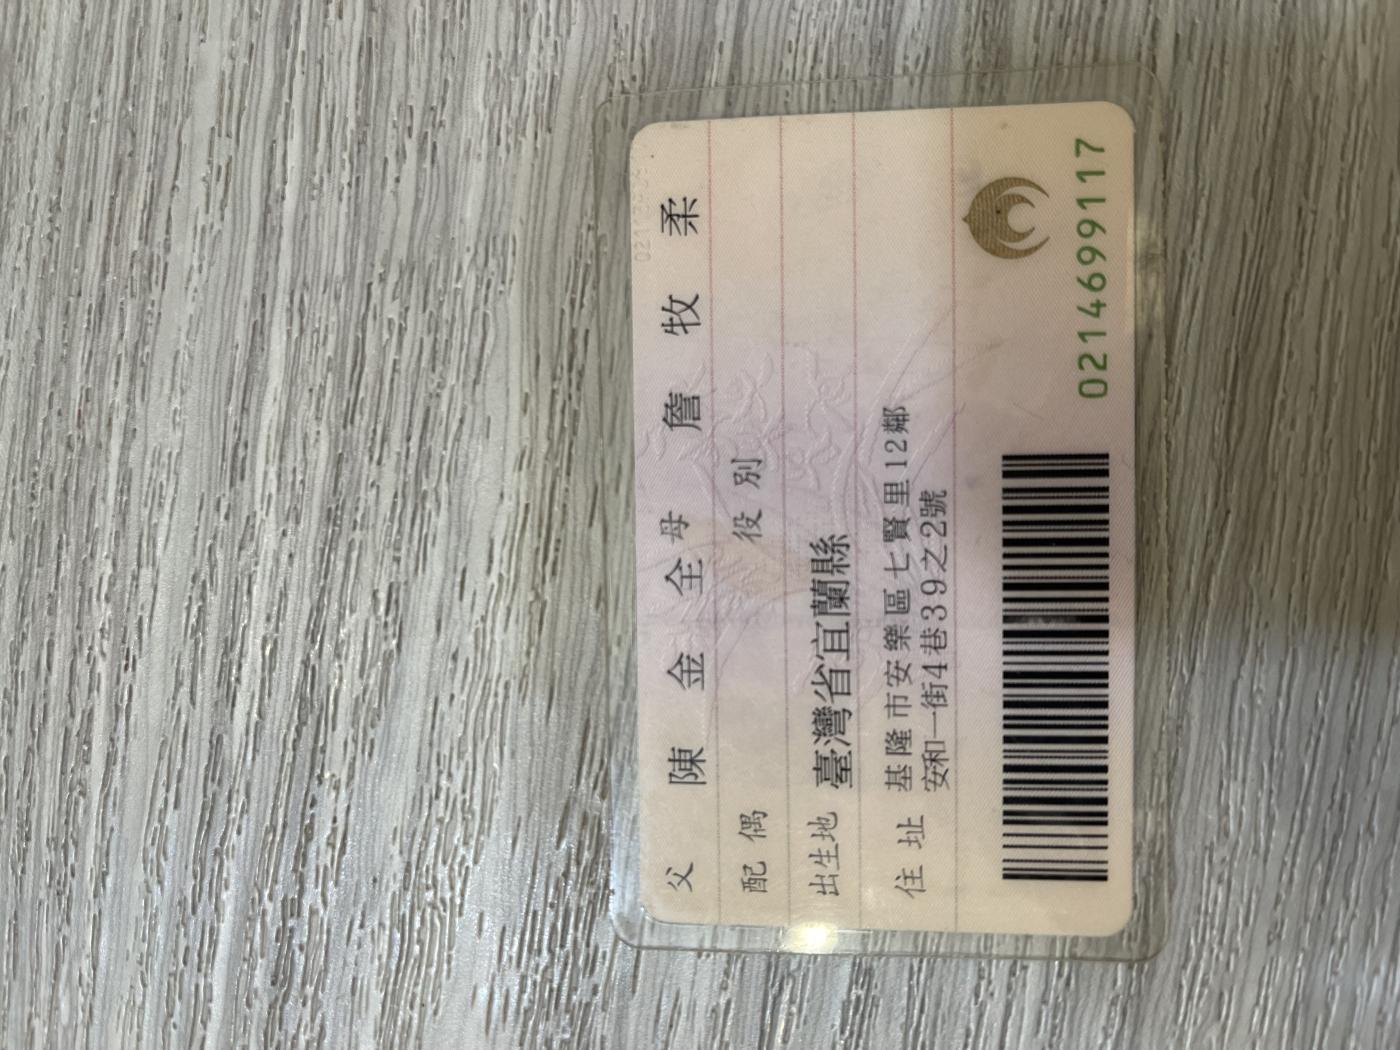 父 陳金全 母 詹牧柔
配偶 役別
出生地 臺灣省宜蘭縣
住址 基隆市安樂區七賢里12鄰
安和一街4巷39之2號
0214699117